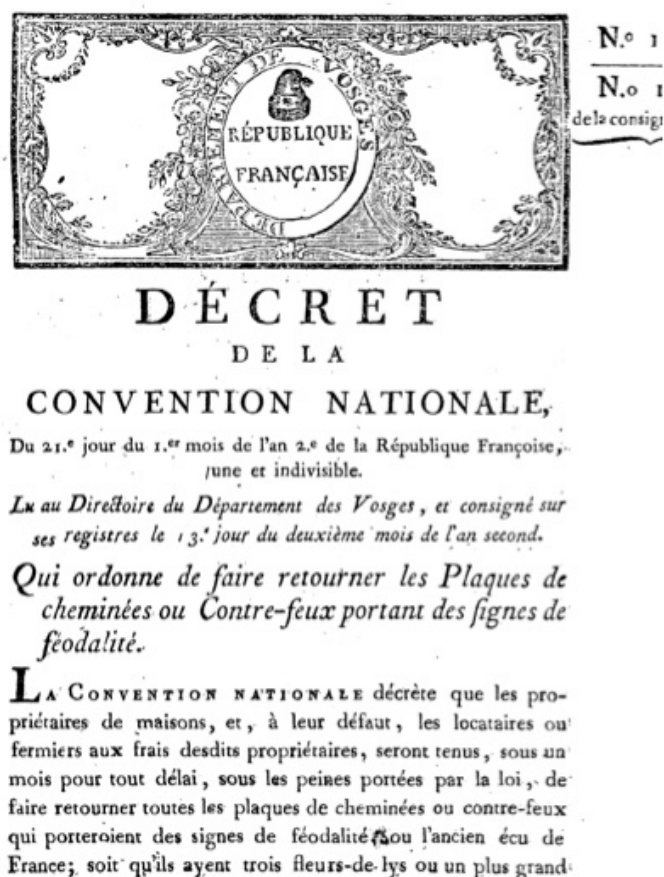 DÉPARTEMENT DE VOSGES
RÉPUBLIQUE
FRANÇAISE
N.º 1
N.o 1
de la consig
DÉCRET
DE LA
CONVENTION NATIONALE,
Du 21.e jour du 1.er mois de l'an 2.e de la République Françoise,
une et indivisible.
Lu au Directoire du Département des Vosges, et consigné sur
ses registres le 13.e jour du deuxième mois de l'an second.
Qui ordonne de faire retourner les Plaques de
cheminées ou Contre-feux portant des signes de
féodalité.
LA CONVENTION NATIONALE décrète que les pro-
priétaires de maisons, et, à leur défaut, les locataires ou
fermiers aux frais desdits propriétaires, seront tenus, sous un
mois pour tout délai, sous les peines portées par la loi, de
faire retourner toutes les plaques de cheminées ou contre-feux
qui porteroient des signes de féodalité ou l'ancien écu de
France; soit qu'ils ayent trois fleurs-de-lys ou un plus grand